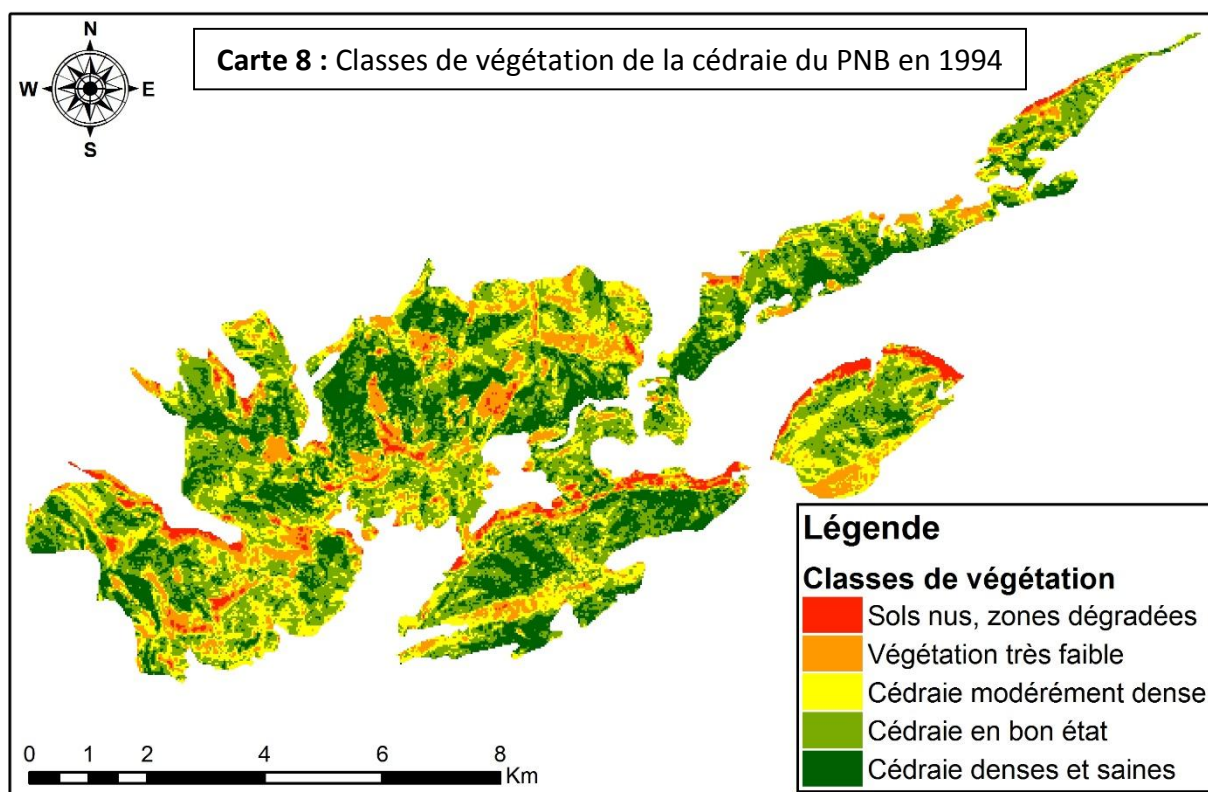 N
W E
S
Carte 8 : Classes de végétation de la cédraie du PNB en 1994
Légende
Classes de végétation
Sols nus, zones dégradées
Végétation très faible
Cédraie modérément dense
Cédraie en bon état
Cédraie denses et saines
0 1 2 4 6 8
Km